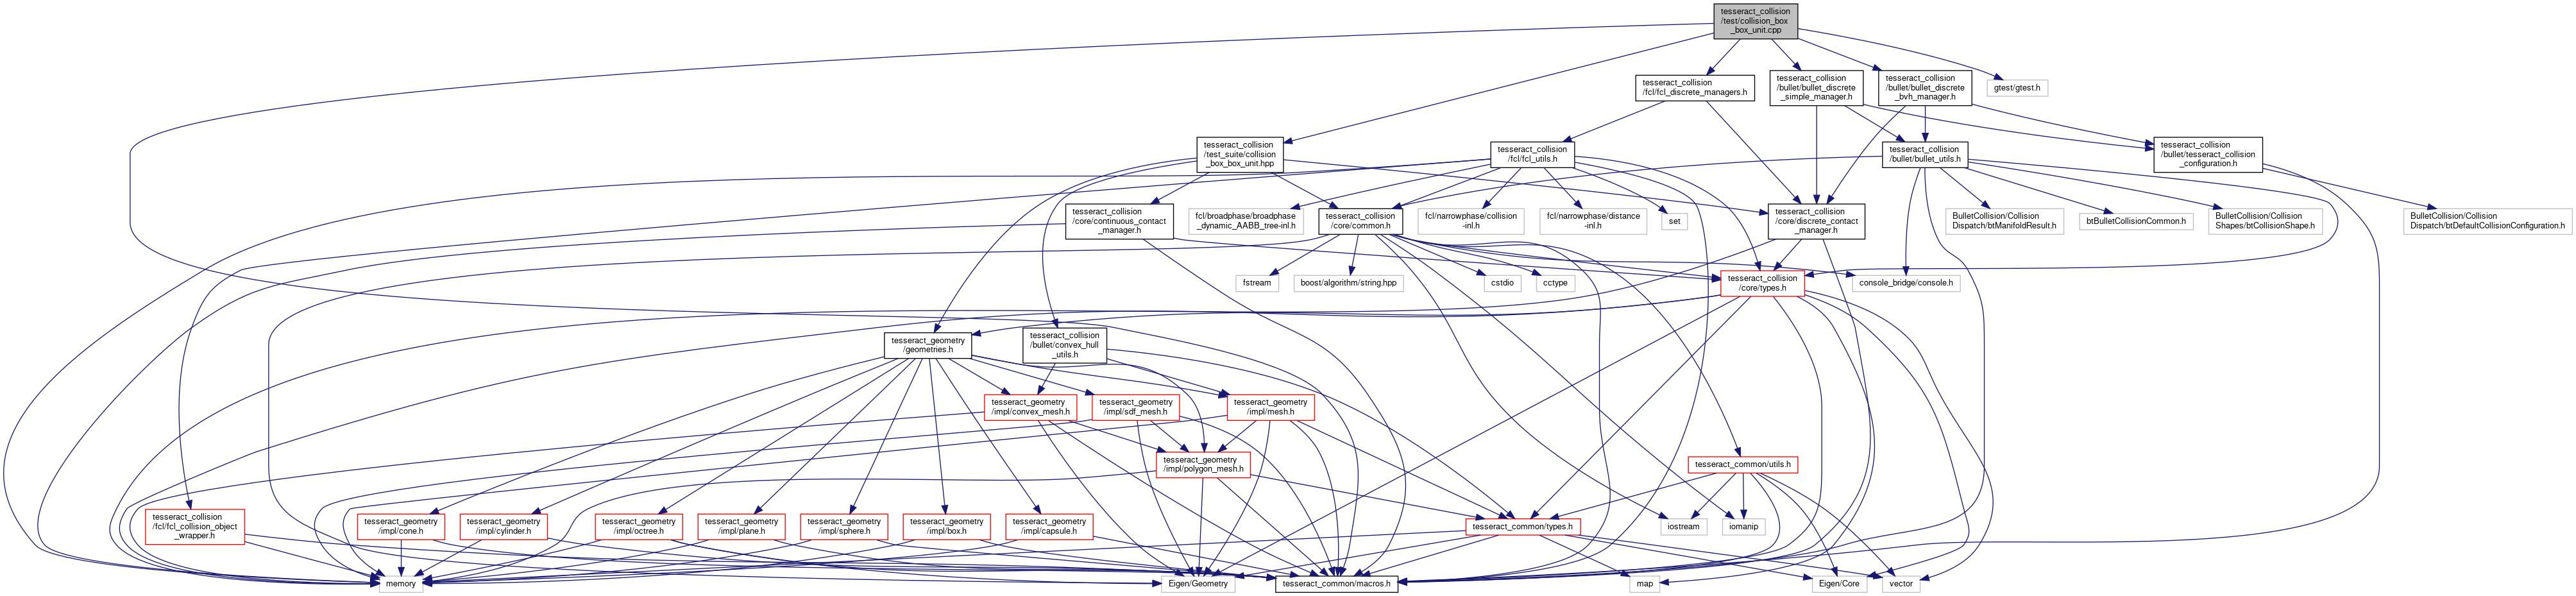 tesseract_collision
/test/collision_box
_box_unit.cpp
tesseract_collision
/fcl/fcl_discrete_managers.h
tesseract_collision
/bullet/bullet_discrete
_simple_manager.h
tesseract_collision
/bullet/bullet_discrete
_bvh_manager.h
gtest/gtest.h
tesseract_collision
/test_suite/collision
_box_box_unit.hpp
tesseract_collision
/fcl/fcl_utils.h
tesseract_collision
/bullet/bullet_utils.h
tesseract_collision
/bullet/tesseract_collision
_configuration.h
tesseract_collision
/core/continuous_contact
_manager.h
fcl/broadphase/broadphase
_dynamic_AABB_tree-inl.h
tesseract_collision
/core/common.h
fcl/narrowphase/collision
-inl.h
fcl/narrowphase/distance
-inl.h
set
tesseract_collision
/core/discrete_contact
_manager.h
BulletCollision/Collision
Dispatch/btManifoldResult.h
btBulletCollisionCommon.h
BulletCollision/Collision
Shapes/btCollisionShape.h
BulletCollision/Collision
Dispatch/btDefaultCollisionConfiguration.h
fstream
boost/algorithm/string.hpp
cstdio
cctype
tesseract_collision
/core/types.h
console_bridge/console.h
tesseract_geometry
/geometries.h
tesseract_collision
/bullet/convex_hull
_utils.h
tesseract_geometry
/impl/convex_mesh.h
tesseract_geometry
/impl/sdf_mesh.h
tesseract_geometry
/impl/mesh.h
tesseract_geometry
/impl/polygon_mesh.h
tesseract_common/utils.h
tesseract_collision
/fcl/fcl_collision_object
_wrapper.h
tesseract_geometry
/impl/cone.h
tesseract_geometry
/impl/cylinder.h
tesseract_geometry
/impl/octree.h
tesseract_geometry
/impl/plane.h
tesseract_geometry
/impl/sphere.h
tesseract_geometry
/impl/box.h
tesseract_geometry
/impl/capsule.h
tesseract_common/types.h
iostream
iomanip
memory
Eigen/Geometry
tesseract_common/macros.h
map
Eigen/Core
vector